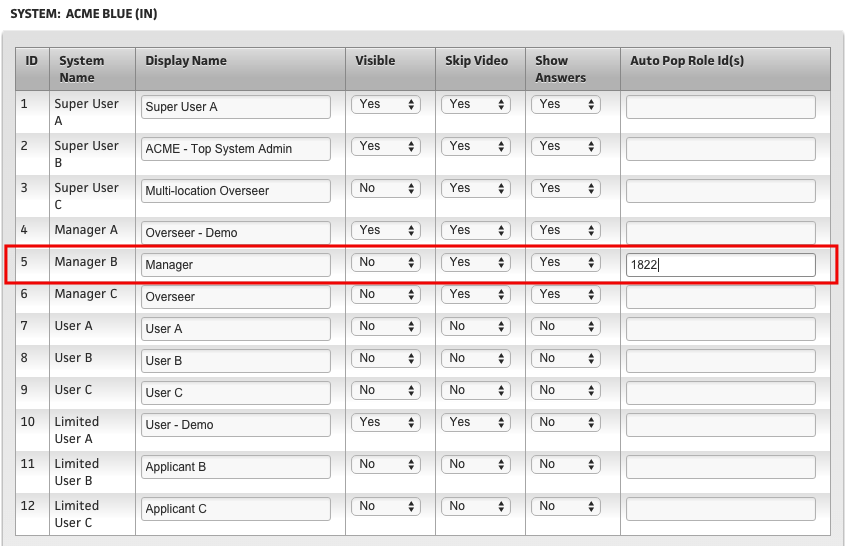 SYSTEM: ACME BLUE (IN)
ID System Name Display Name Visible Skip Video Show Answers Auto Pop Role Id(s)
1 Super User A Super User A Yes Yes Yes
2 Super User B ACME - Top System Admin Yes Yes Yes
3 Super User C Multi-location Overseer No Yes Yes
4 Manager A Overseer - Demo Yes Yes Yes
5 Manager B Manager No Yes Yes 1822
6 Manager C Overseer No Yes Yes
7 User A User A No No No
8 User B User B No No No
9 User C User C No No No
10 Limited User A User - Demo Yes Yes No
11 Limited User B Applicant B No No No
12 Limited User C Applicant C No No No